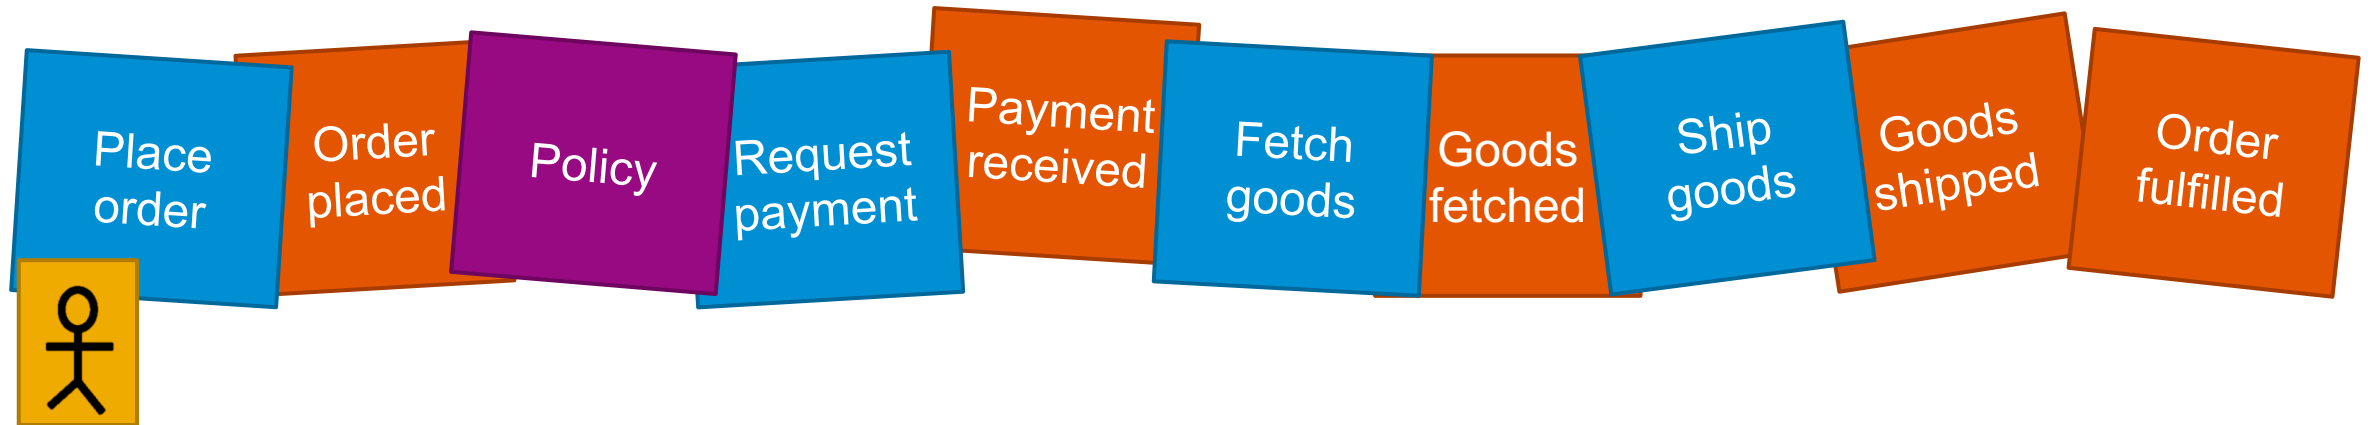 Place
order
Order
placed
Policy
Request
payment
Payment
received
Fetch
goods
Goods
fetched
Ship
goods
Goods
shipped
Order
fulfilled